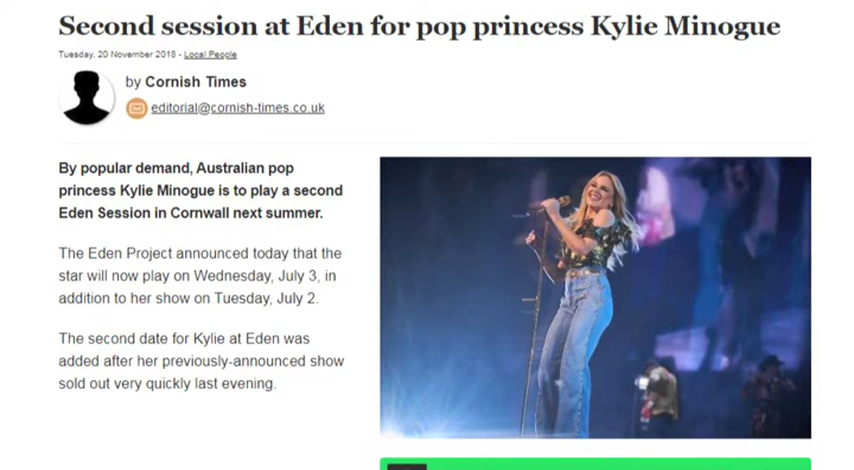 Second session at Eden for pop princess Kylie Minogue
Tuesday, 20 November 2018 - Local People
by Cornish Times
editorial@cornish-times.co.uk
By popular demand, Australian pop
princess Kylie Minogue is to play a second
Eden Session in Cornwall next summer.
The Eden Project announced today that the
star will now play on Wednesday, July 3, in
addition to her show on Tuesday, July 2.
The second date for Kylie at Eden was
added after her previously-announced show
sold out very quickly last evening.